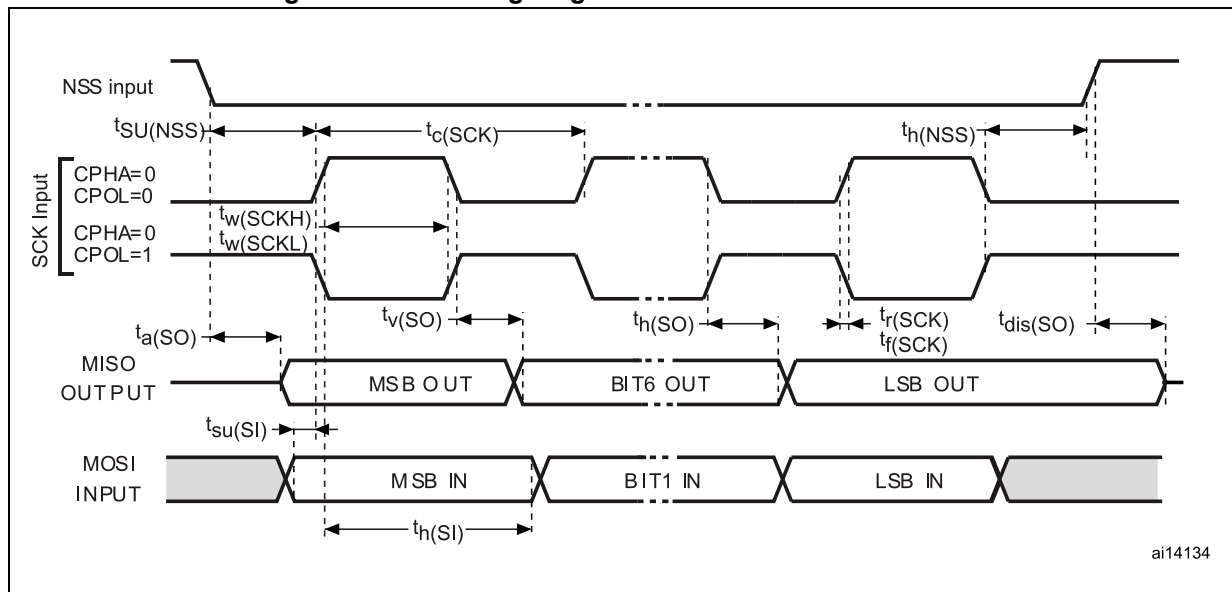 NSS input
tSU(NSS)
tc(SCK)
th(NSS)
SCK Input
CPHA=0
CPOL=0
tw(SCKH)
CPHA=0
tw(SCKL)
CPOL=1
tv(SO)
th(SO)
tr(SCK)
tf(SCK)
tdis(SO)
ta(SO)
MISO
OUTPUT
MSB OUT
BIT6 OUT
LSB OUT
tsu(SI)
MOSI
INPUT
MSB IN
BIT1 IN
LSB IN
th(SI)
ai14134